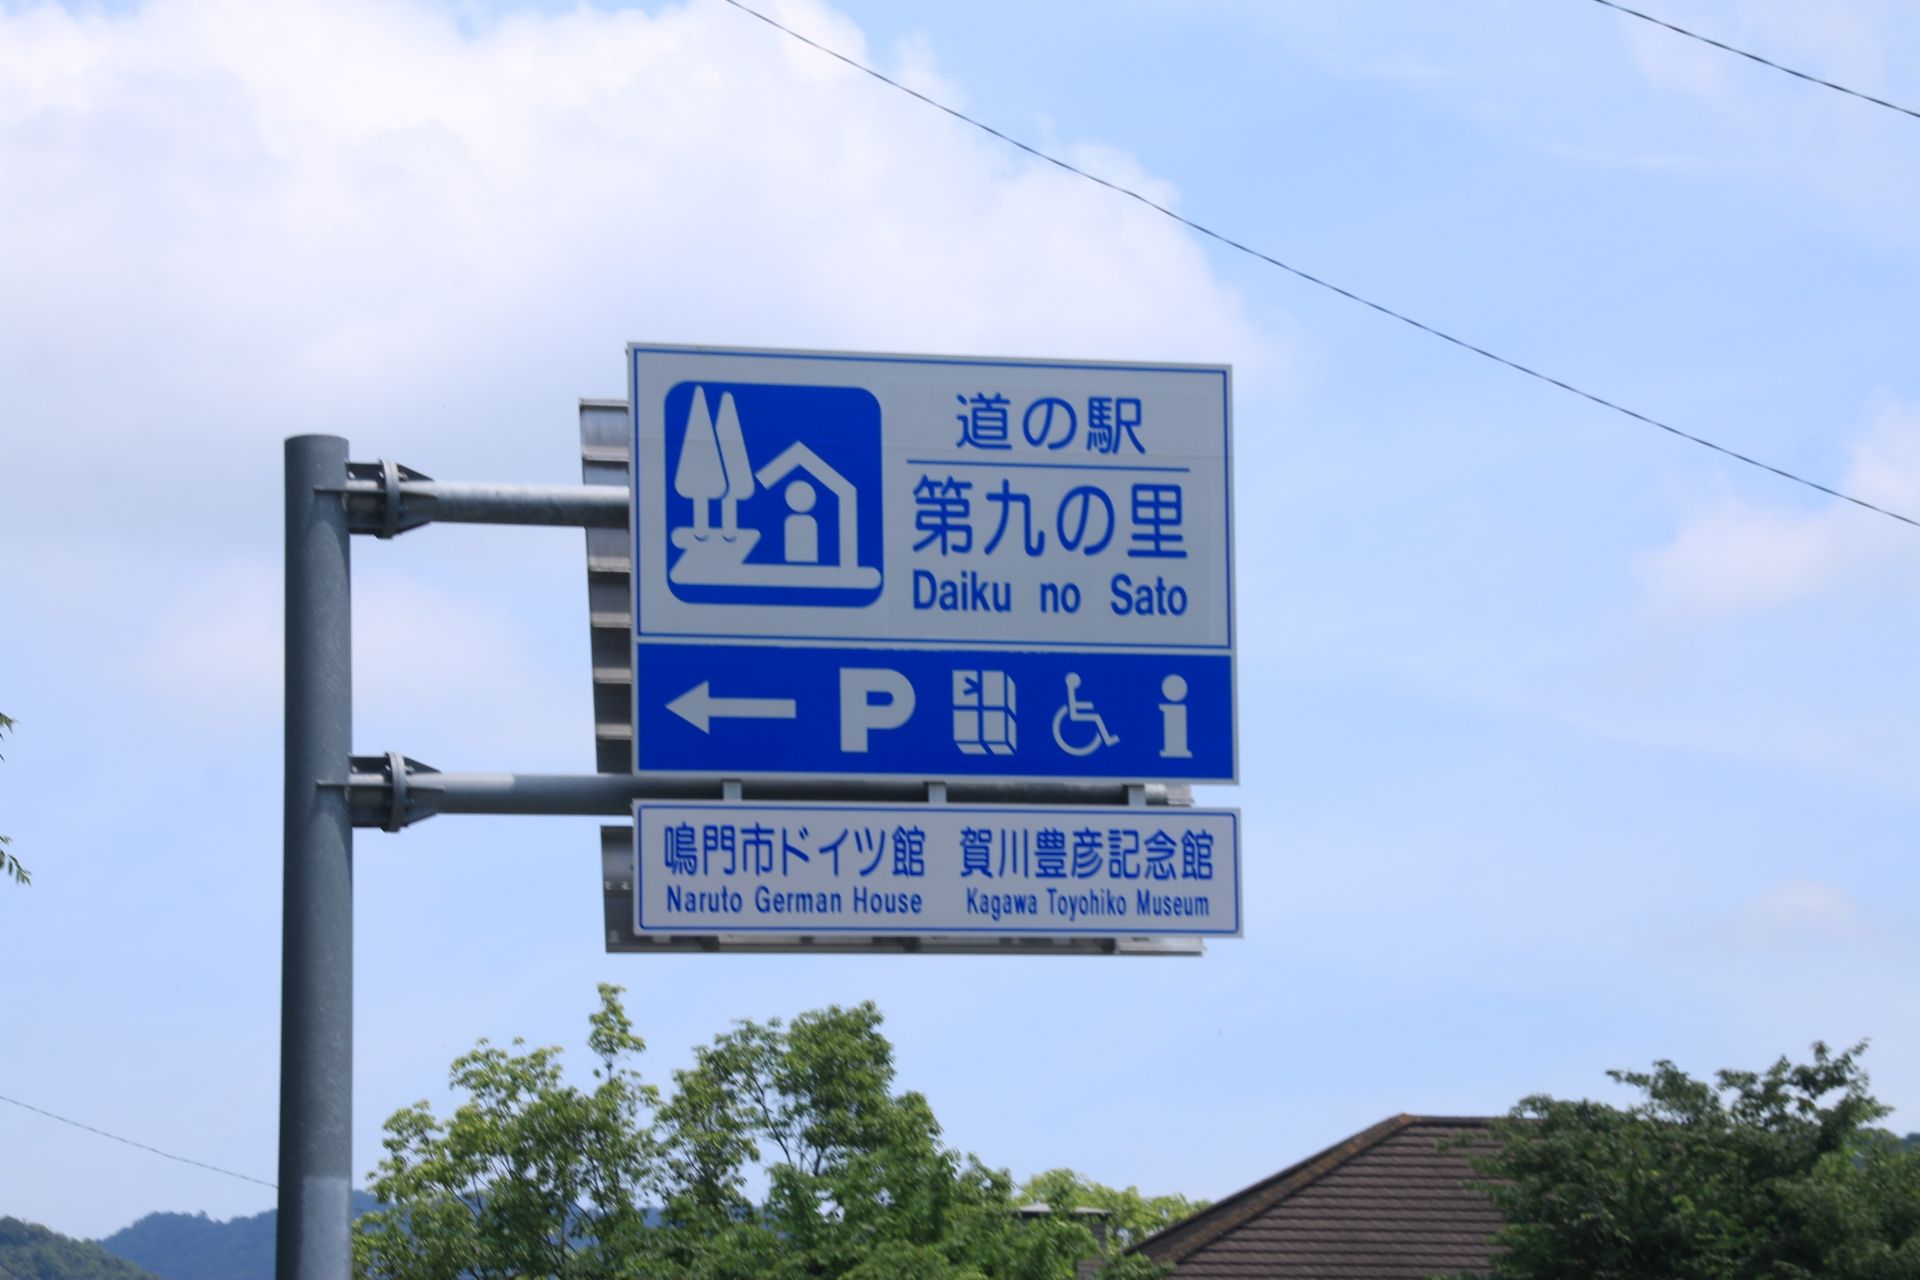 道の駅
第九の里
Daiku no Sato
P i
鳴門市ドイツ館 賀川豊彦記念館
Naruto German House Kagawa Toyohiko Museum